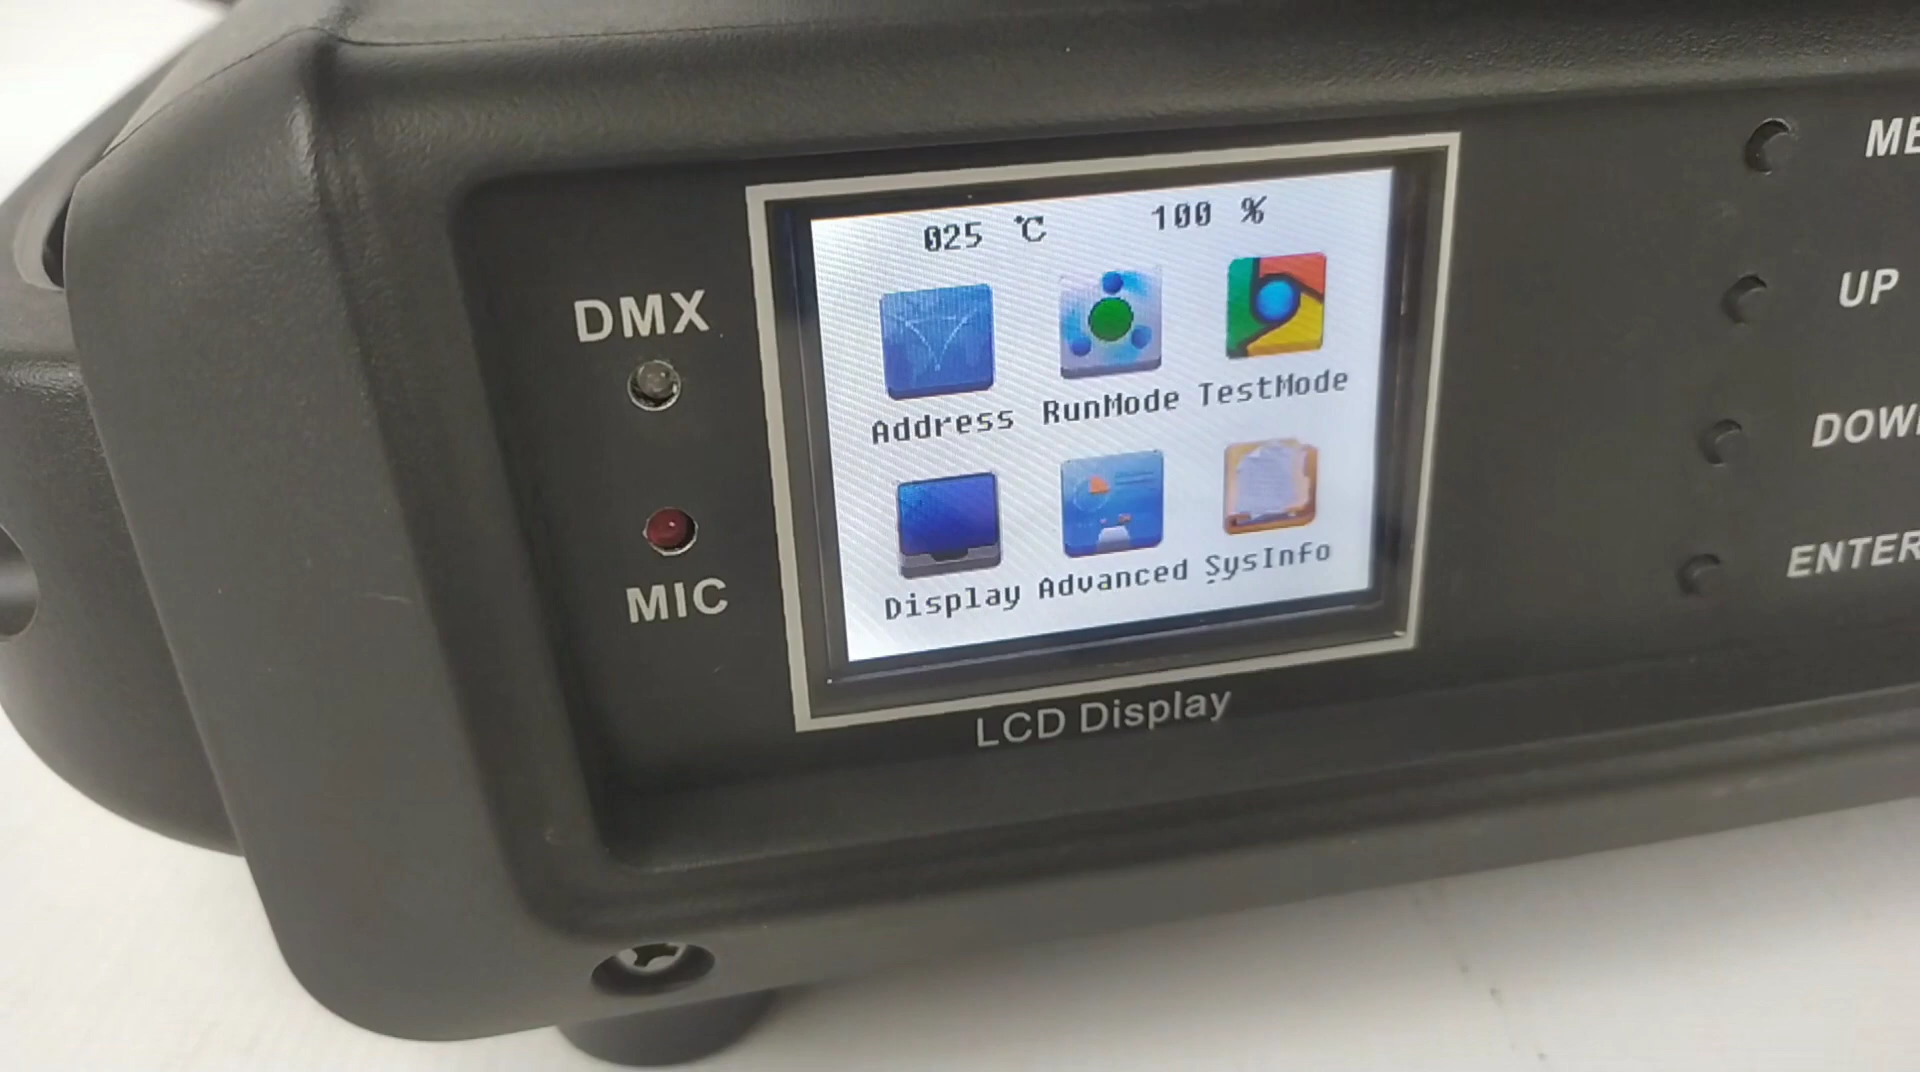 025 ℃ 100 %
Address RunMode TestMode
Display Advanced SysInfo
DMX
MIC
LCD Display
UP
ENTER